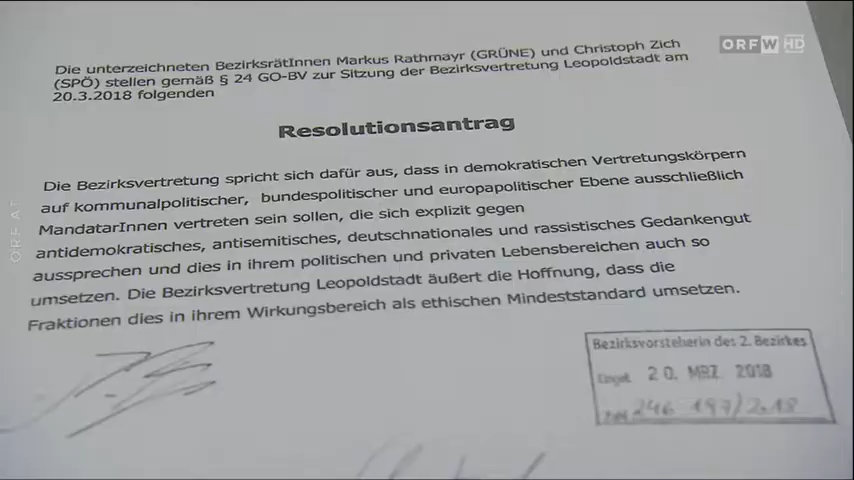 ORF W HD
Die unterzeichneten BezirksrätInnen Markus Rathmayr (GRÜNE) und Christoph Zich
(SPÖ) stellen gemäß § 24 GO-BV zur Sitzung der Bezirksvertretung Leopoldstadt am
20.3.2018 folgenden
Resolutionsantrag
Die Bezirksvertretung spricht sich dafür aus, dass in demokratischen Vertretungskörpern
auf kommunalpolitischer, bundespolitischer und europapolitischer Ebene ausschließlich
MandatarInnen vertreten sein sollen, die sich explizit gegen
antidemokratisches, antisemitisches, deutschnationales und rassistisches Gedankengut
aussprechen und dies in ihrem politischen und privaten Lebensbereichen auch so
umsetzen. Die Bezirksvertretung Leopoldstadt äußert die Hoffnung, dass die
Fraktionen dies in ihrem Wirkungsbereich als ethischen Mindeststandard umsetzen.
ORF.AT
Bezirksvorsteherin des 2. Bezirkes
20. MRZ. 2018